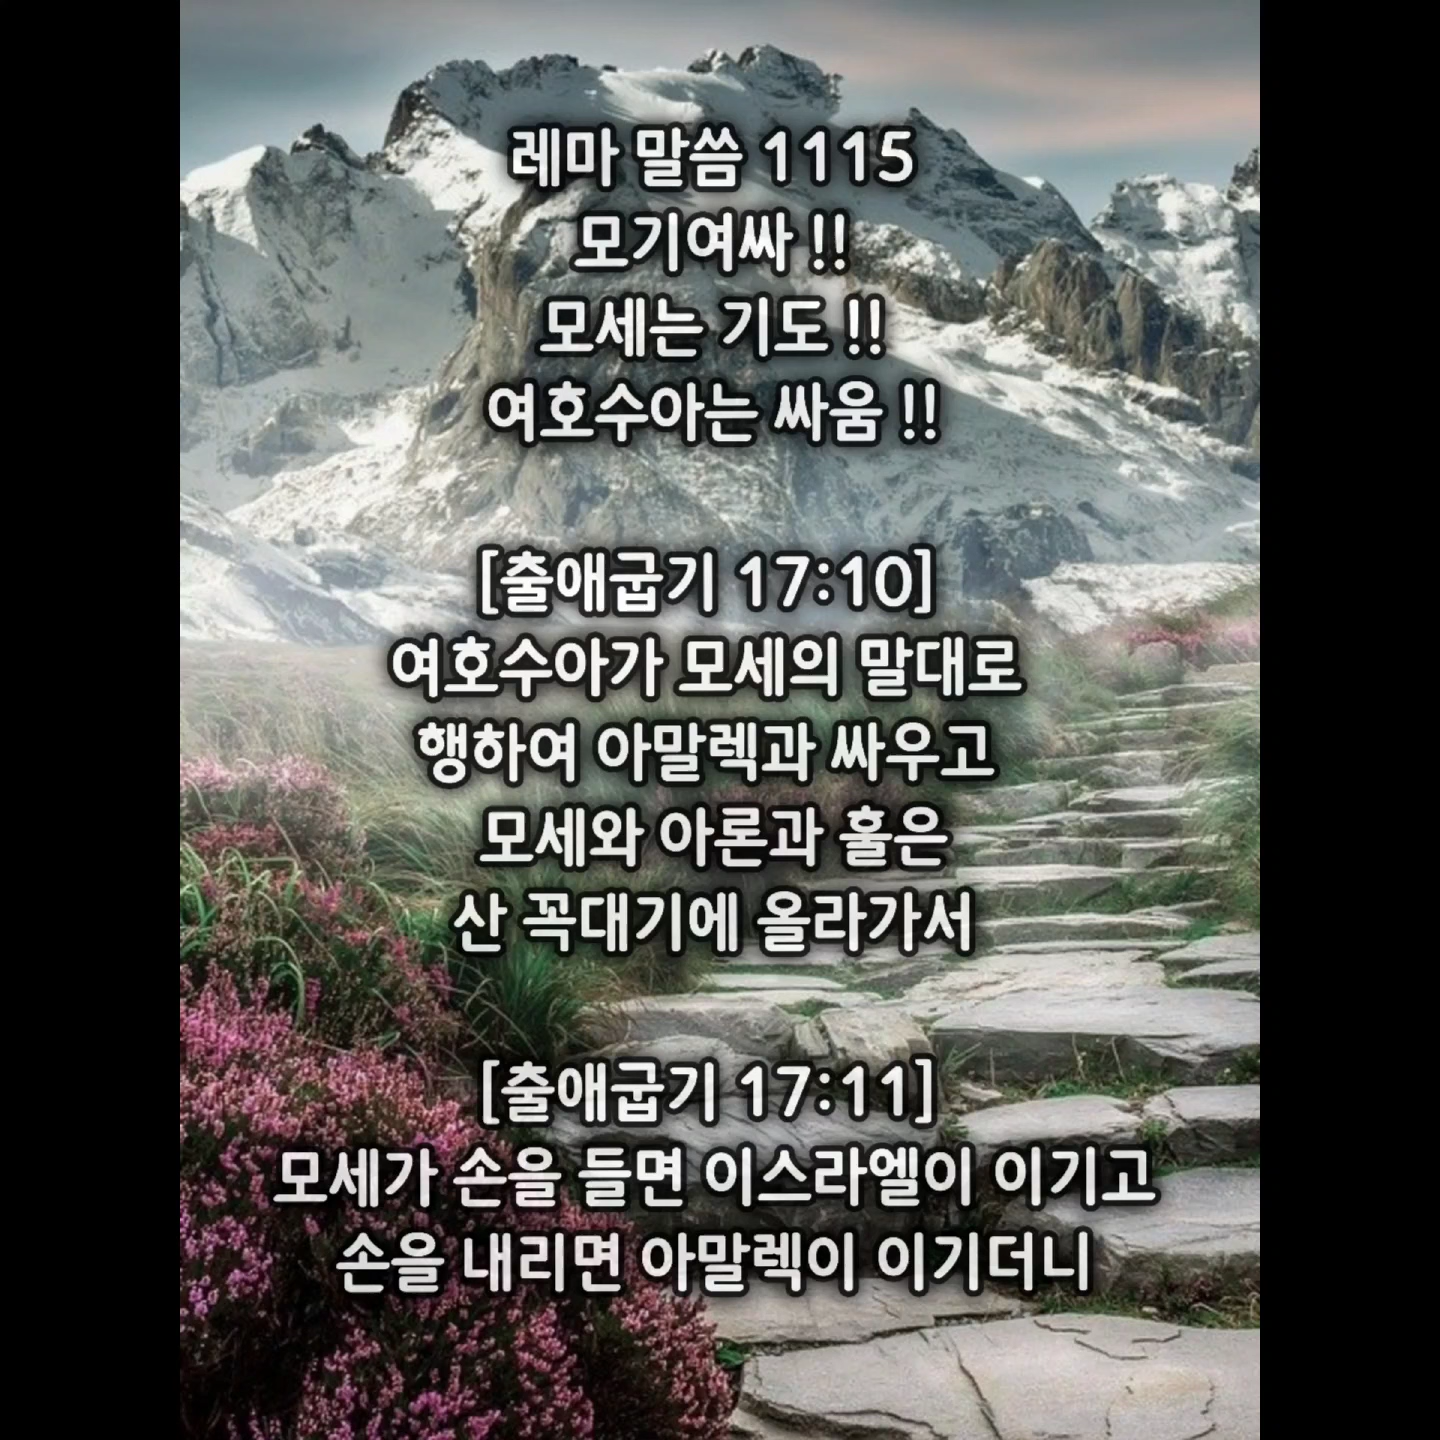 레마 말씀 1115
모기여싸 !!
모세는 기도 !!
여호수아는 싸움 !!
[출애굽기 17:10]
여호수아가 모세의 말대로
행하여 아말렉과 싸우고
모세와 아론과 훌은
산 꼭대기에 올라가서
[출애굽기 17:11]
모세가 손을 들면 이스라엘이 이기고
손을 내리면 아말렉이 이기더니